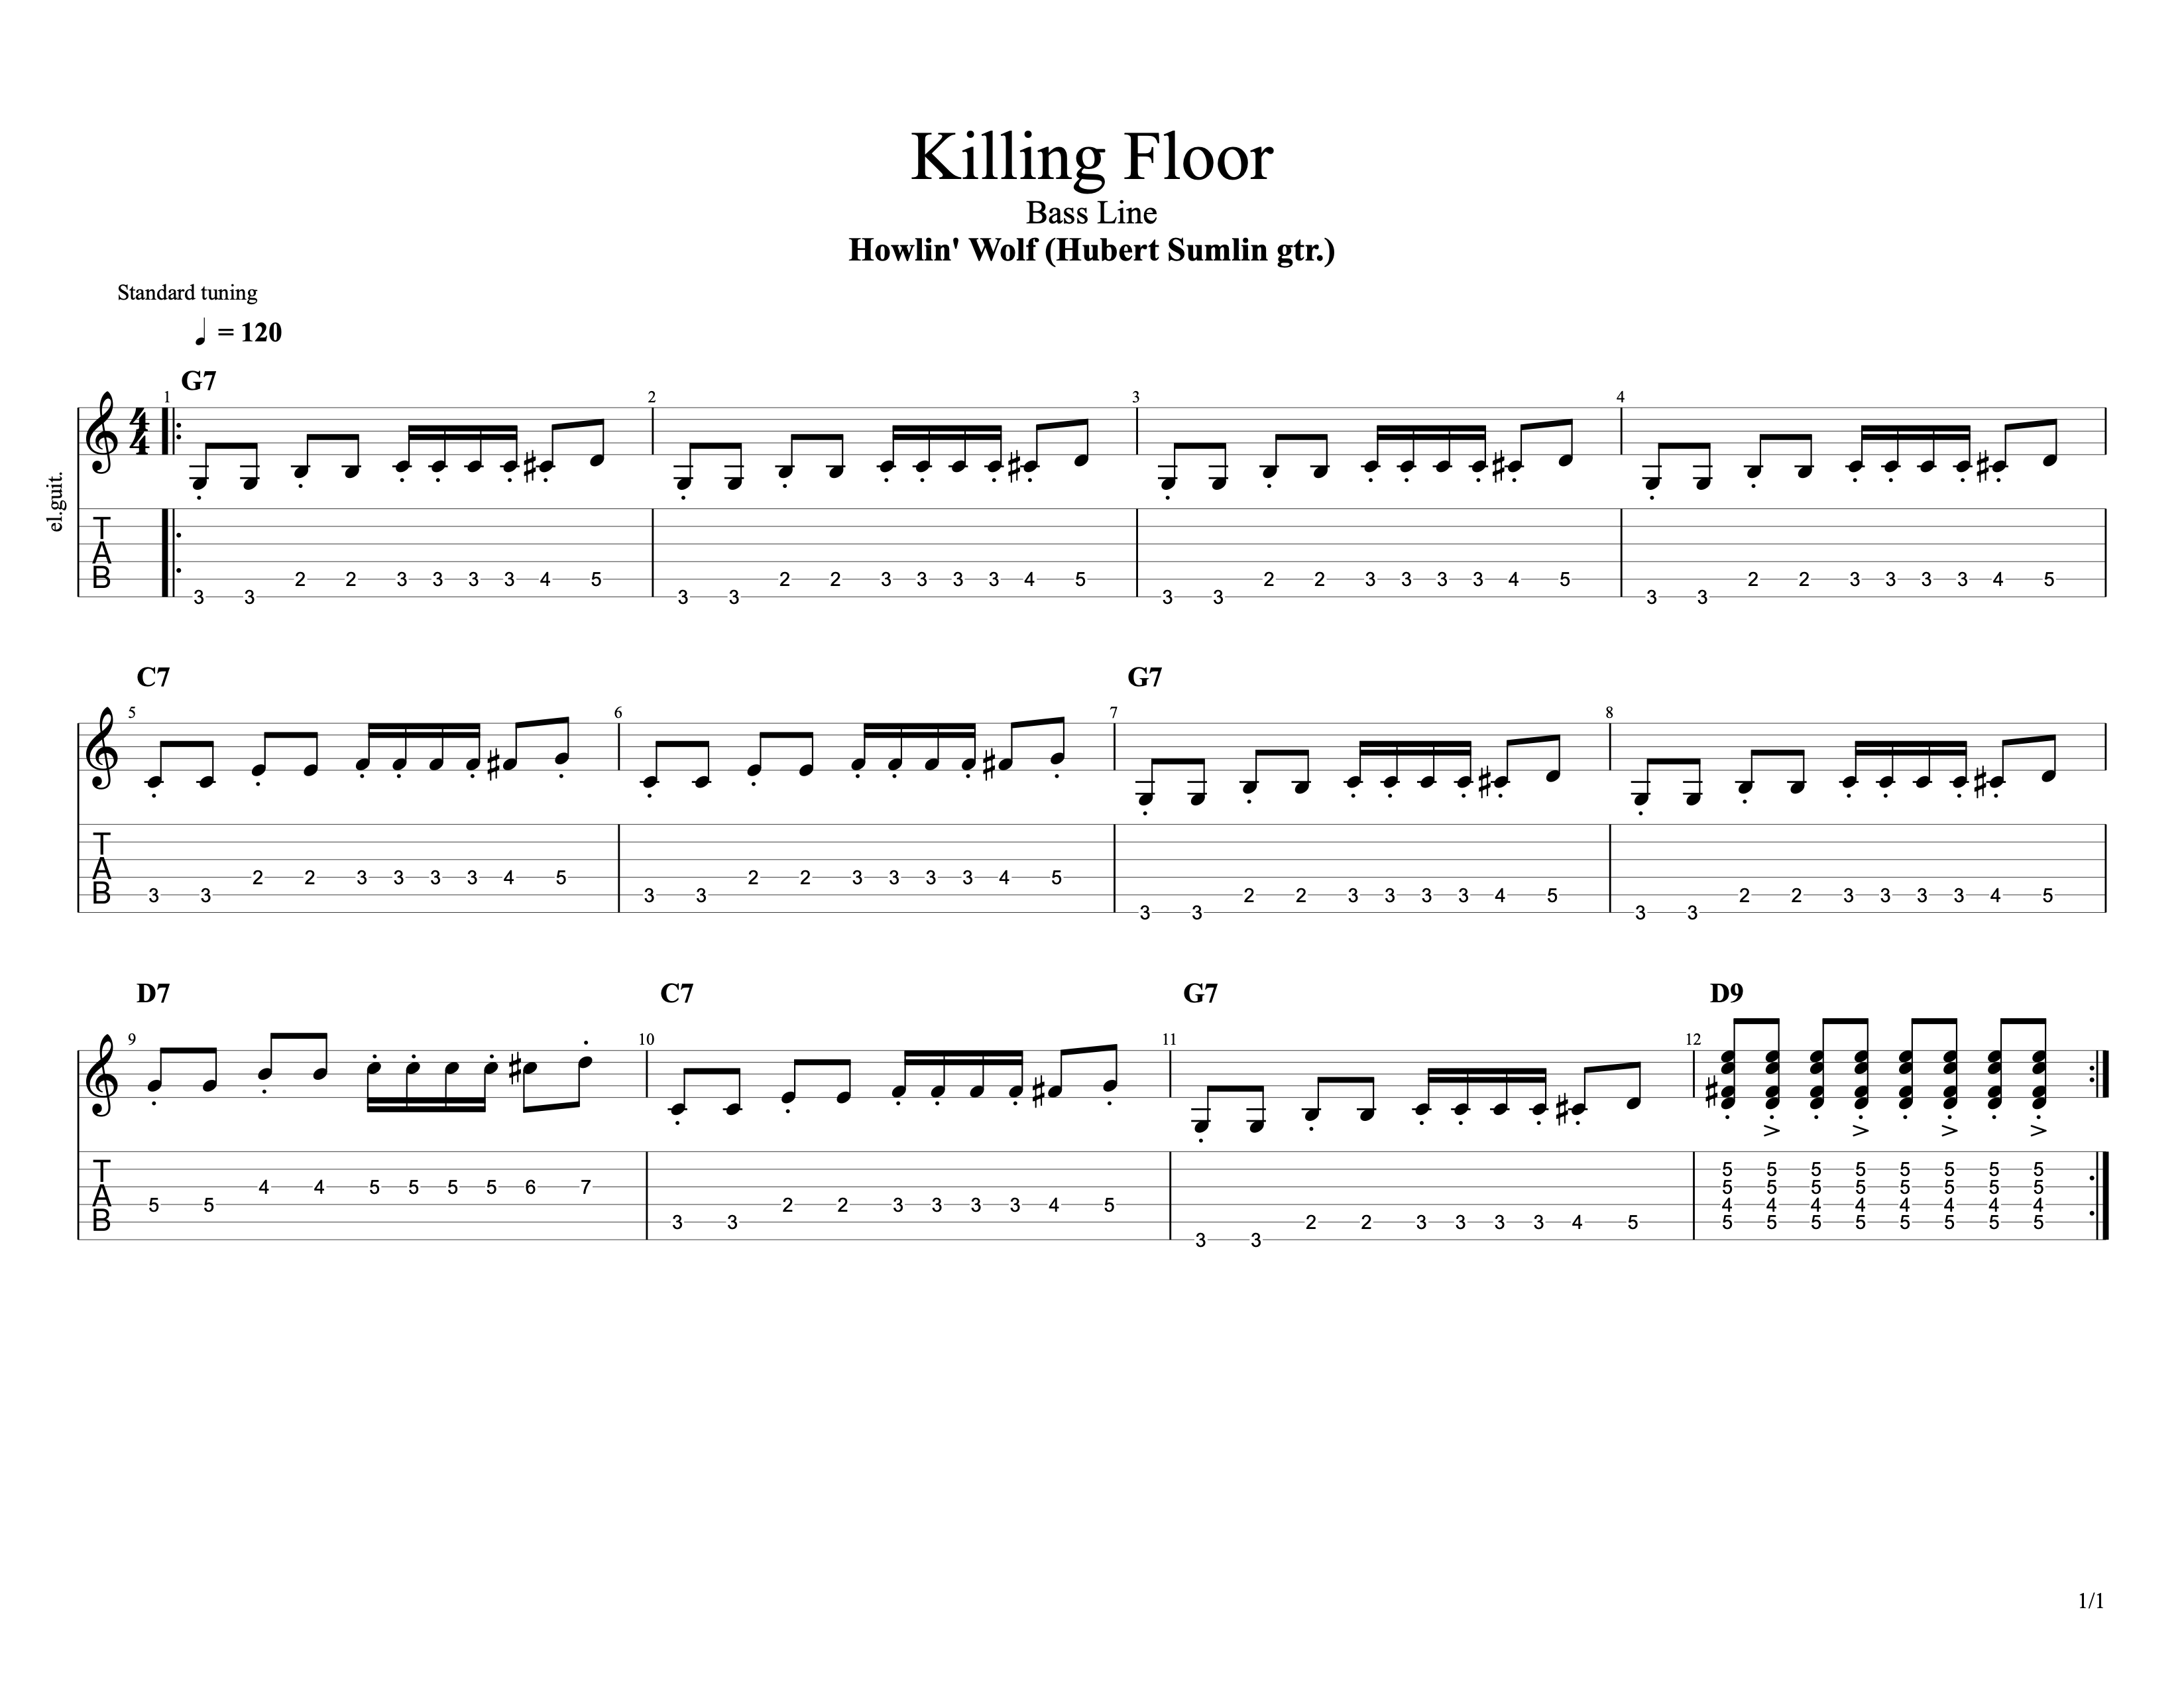 Killing Floor
Bass Line
Howlin' Wolf (Hubert Sumlin gtr.)
Standard tuning
♩ = 120
G7
1 2 3 4
4
4
el.guit.
T
A
B
2 2 3 3 3 3 4 5 2 2 3 3 3 3 4 5 2 2 3 3 3 3 4 5 2 2 3 3 3 3 4 5
3 3 3 3 3 3 3 3
C7 G7
5 6 7 8
T
A 2 2 3 3 3 3 4 5 2 2 3 3 3 3 4 5
B 3 3 3 3 2 2 3 3 3 3 4 5 2 2 3 3 3 3 4 5
3 3 3 3
D7 C7 G7 D9
9 10 11 12
T 5 5 5 5 5 5 5 5
4 4 5 5 5 5 6 7 5 5 5 5 5 5 5 5
A 5 5 2 2 3 3 3 3 4 5 4 4 4 4 4 4 4 4
B 3 3 2 2 3 3 3 3 4 5 5 5 5 5 5 5 5 5
3 3
1/1